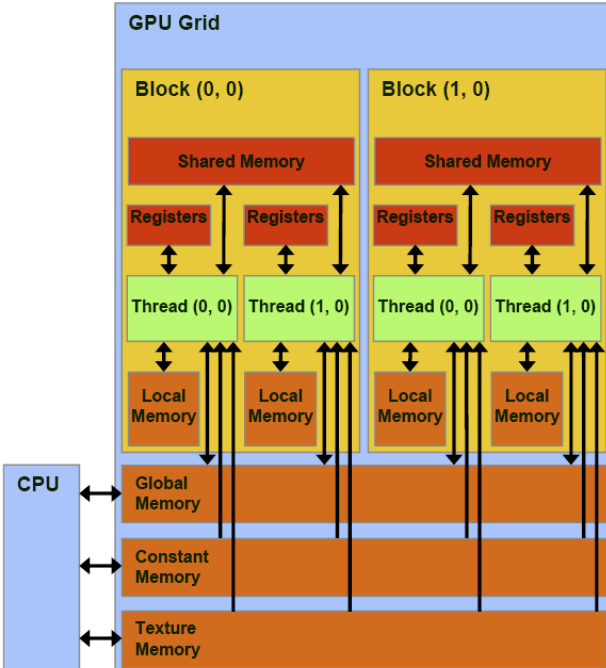 GPU Grid
Block (0, 0)
Block (1, 0)
Shared Memory
Shared Memory
Registers
Registers
Registers
Registers
Thread (0, 0)
Thread (1, 0)
Thread (0, 0)
Thread (1, 0)
Local
Memory
Local
Memory
Local
Memory
Local
Memory
CPU
Global
Memory
Constant
Memory
Texture
Memory